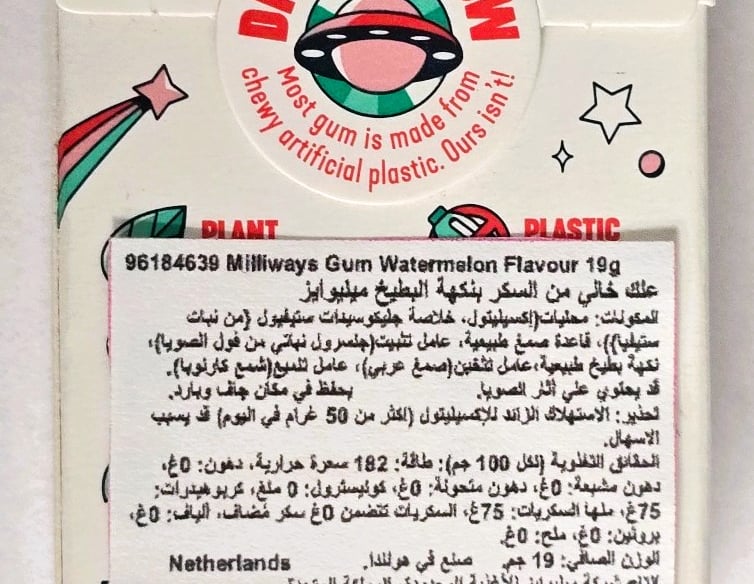 Most gum is made from
chewy artificial plastic. Ours isn't!
PLANT
PLASTIC
96184639 Milliways Gum Watermelon Flavour 19g
علك خالي من السكر بنكهة البطيخ ميليوايز
المكونات: محليات(إكسيليتول، خلاصة جليكوسيدات ستيفيول (من نبات
ستيفيا))، قاعدة صمغ طبيعية، عامل تثبيت(جلسرول نباتي من فول الصويا)،
نكهة بطيخ طبيعية،عامل تثخين(صمغ عربي)، عامل تلميع(شمع كارنوبا).
قد يحتوي على أثار الصويا. يحفظ في مكان جاف وبارد.
تحذير: الاستهلاك الزائد للإكسيليتول (اكثر من 50 غرام في اليوم) قد يسبب
الاسهال.
الحقائق التغذوية (لكل 100 جم): طاقة: 182 سعرة حرارية، دهون: 0غ،
دهون مشبعة: 0غ، دهون متحولة: 0غ، كوليسترول: 0 ملغ، كربوهيدرات:
75غ، منها السكريات: 75غ، السكريات تتضمن 0غ سكر مُضاف، ألياف: 0غ،
بروتين: 0غ، ملح: 0غ.
الوزن الصافي: 19 جم. صنع في هولندا. Netherlands